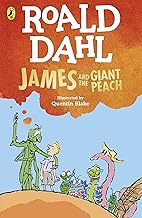 ROALD
DAHL
JAMES AND THE GIANT
PEACH
Illustrated by
Quentin Blake